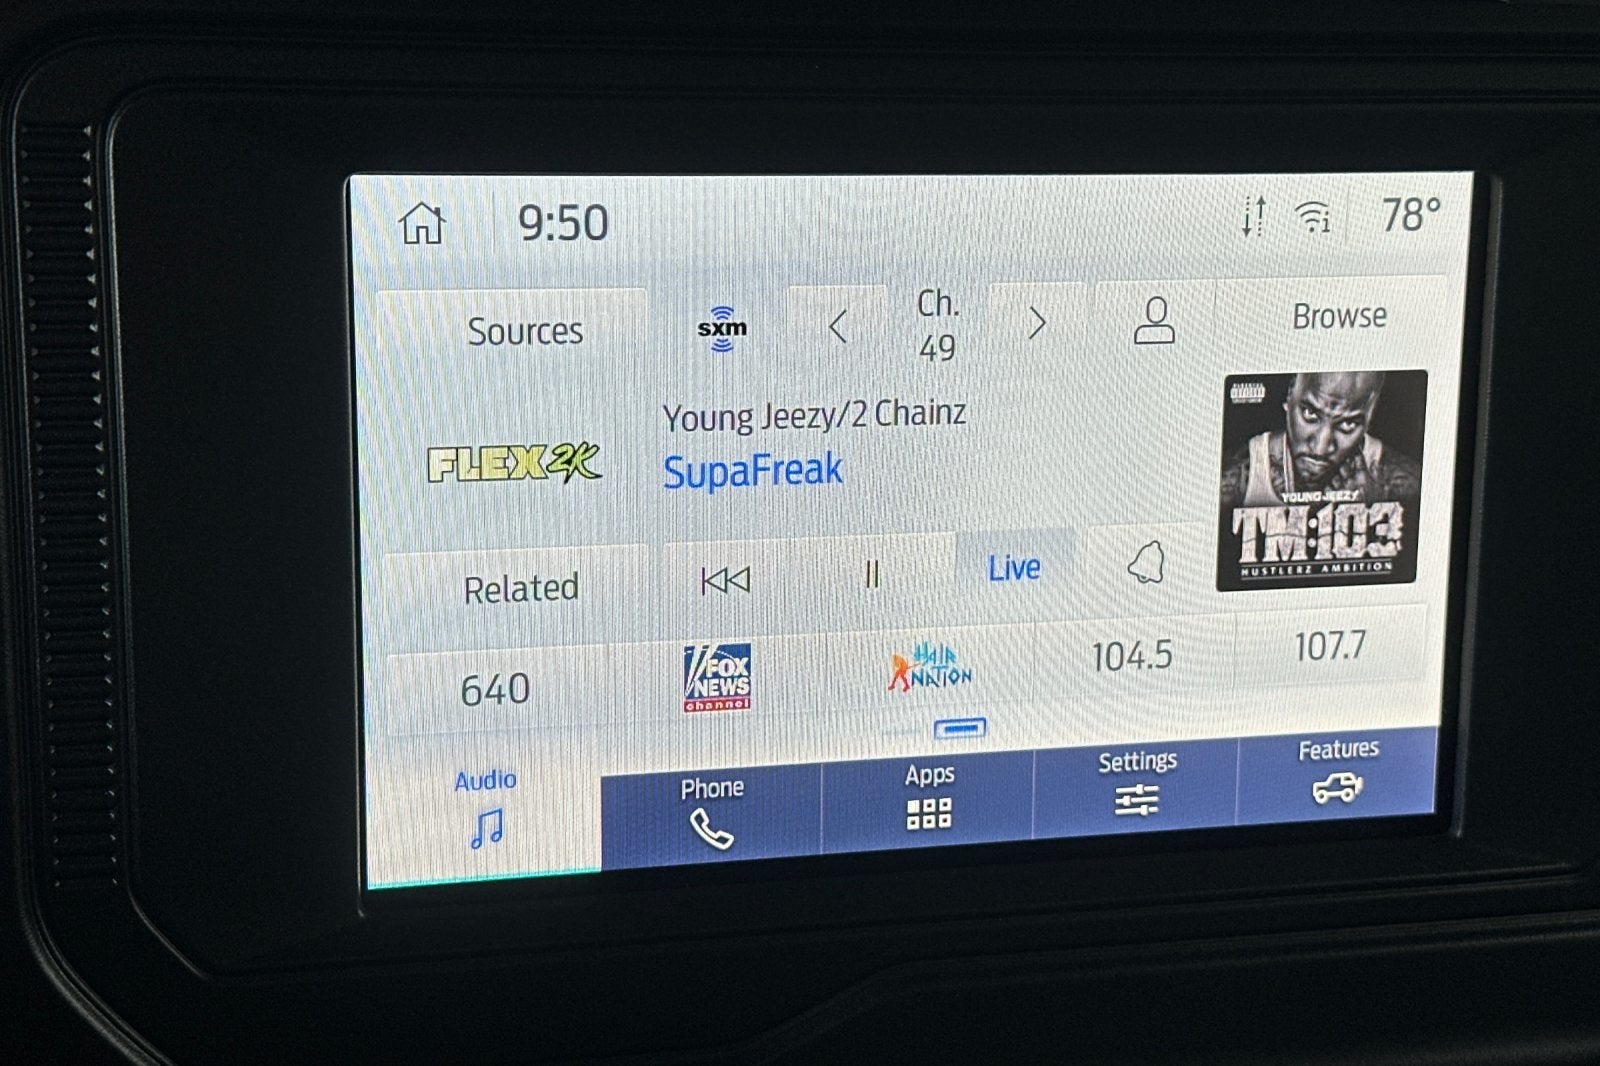 9:50
78°
Sources
sxm
Ch.
49
Browse
FLEX2K
Young Jeezy/2 Chainz
SupaFreak
YOUNG JEEZY
TM:103
HUSTLERZ AMBITION
Related
Live
640
FOX
NEWS
channel
HAIR
NATION
104.5
107.7
Audio
Phone
Apps
Settings
Features